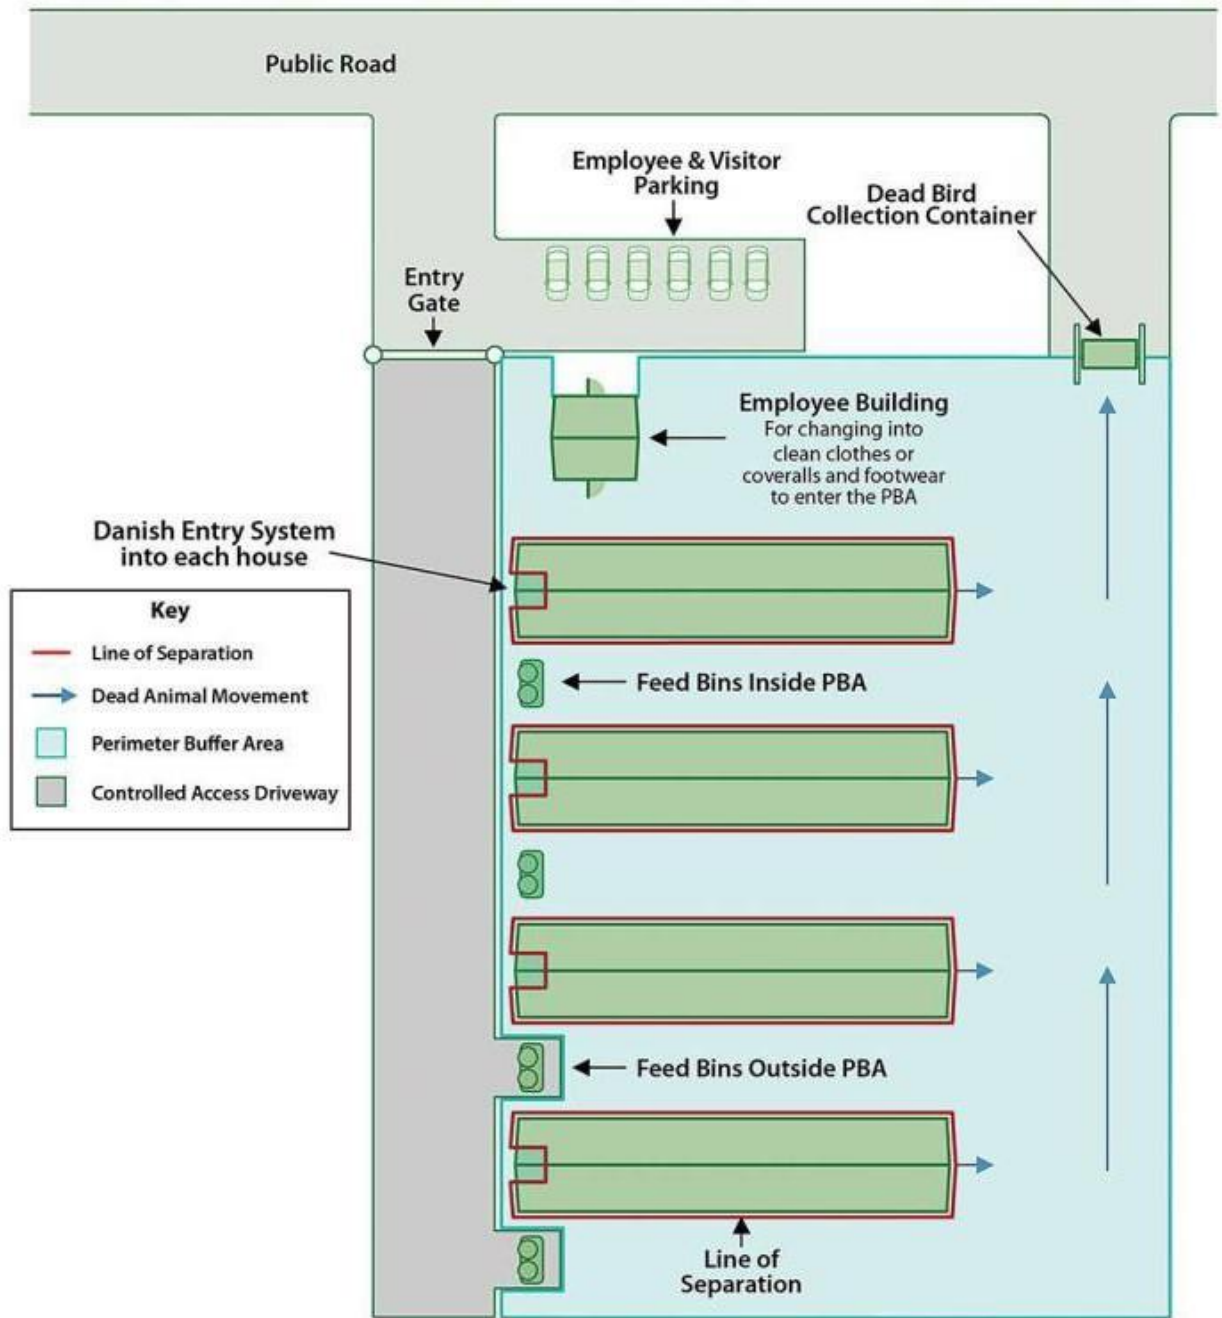 Public Road
Employee & Visitor
Parking
Dead Bird
Collection Container
Entry
Gate
Employee Building
For changing into
clean clothes or
coveralls and footwear
to enter the PBA
Danish Entry System
into each house
Key
Line of Separation
Dead Animal Movement
Perimeter Buffer Area
Controlled Access Driveway
Feed Bins Inside PBA
Feed Bins Outside PBA
Line of
Separation